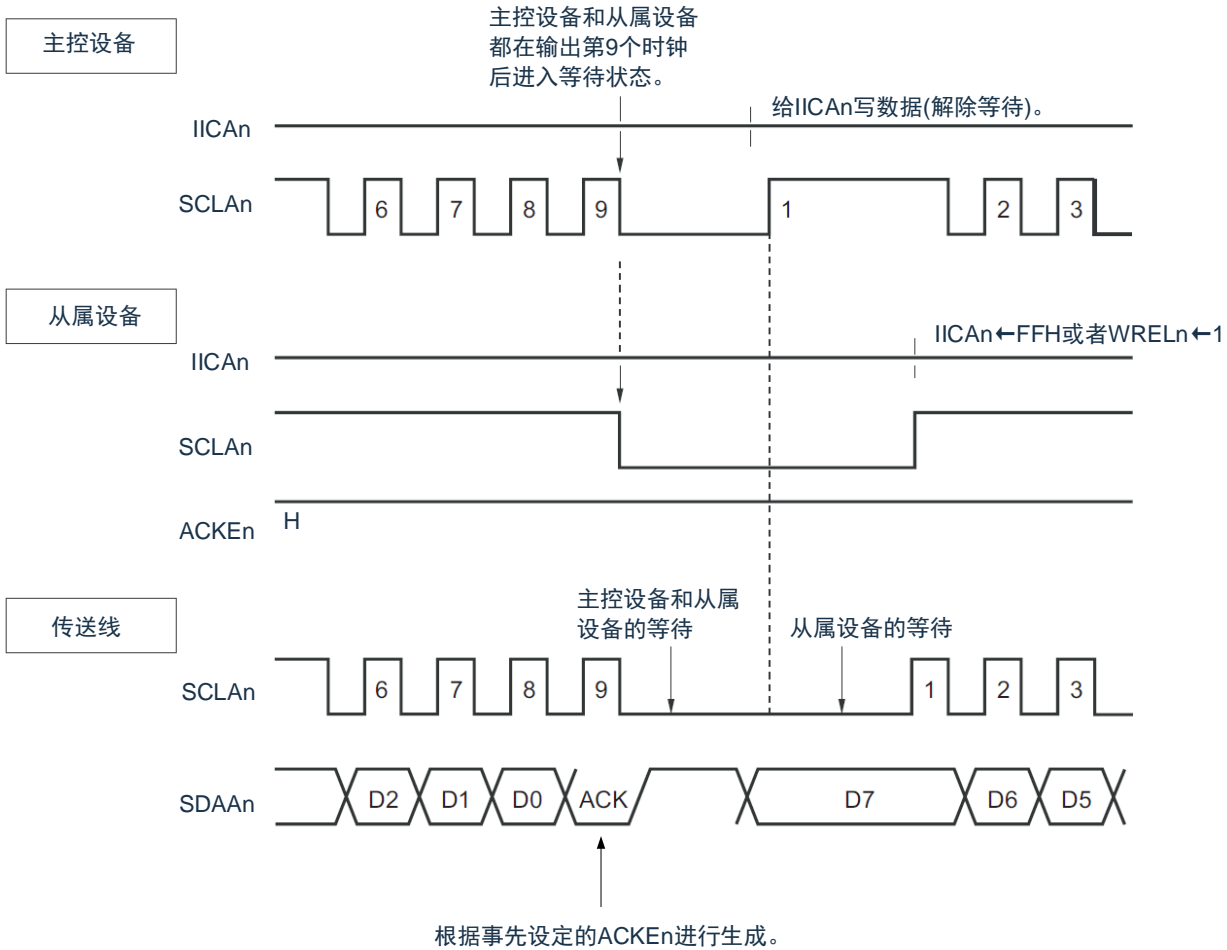 主控设备
主控设备和从属设备
都在输出第9个时钟
后进入等待状态。
给IICAn写数据(解除等待)。
IICAn
SCLAn
6 7 8 9 1 2 3
从属设备
IICAn←FFH或者WRELn←1
IICAn
SCLAn
H
ACKEn
传送线
主控设备和从属
设备的等待
从属设备的等待
SCLAn
6 7 8 9 1 2 3
SDAAn
D2 D1 D0 ACK D7 D6 D5
根据事先设定的ACKEn进行生成。